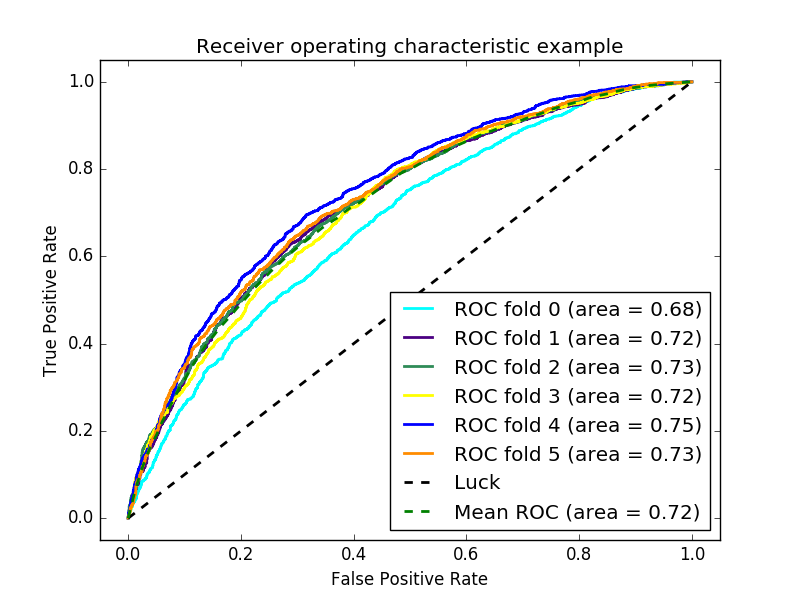 Receiver operating characteristic example
True Positive Rate
1.0
0.8
0.6
0.4
0.2
0.0
ROC fold 0 (area = 0.68)
ROC fold 1 (area = 0.72)
ROC fold 2 (area = 0.73)
ROC fold 3 (area = 0.72)
ROC fold 4 (area = 0.75)
ROC fold 5 (area = 0.73)
Luck
Mean ROC (area = 0.72)
0.0 0.2 0.4 0.6 0.8 1.0
False Positive Rate